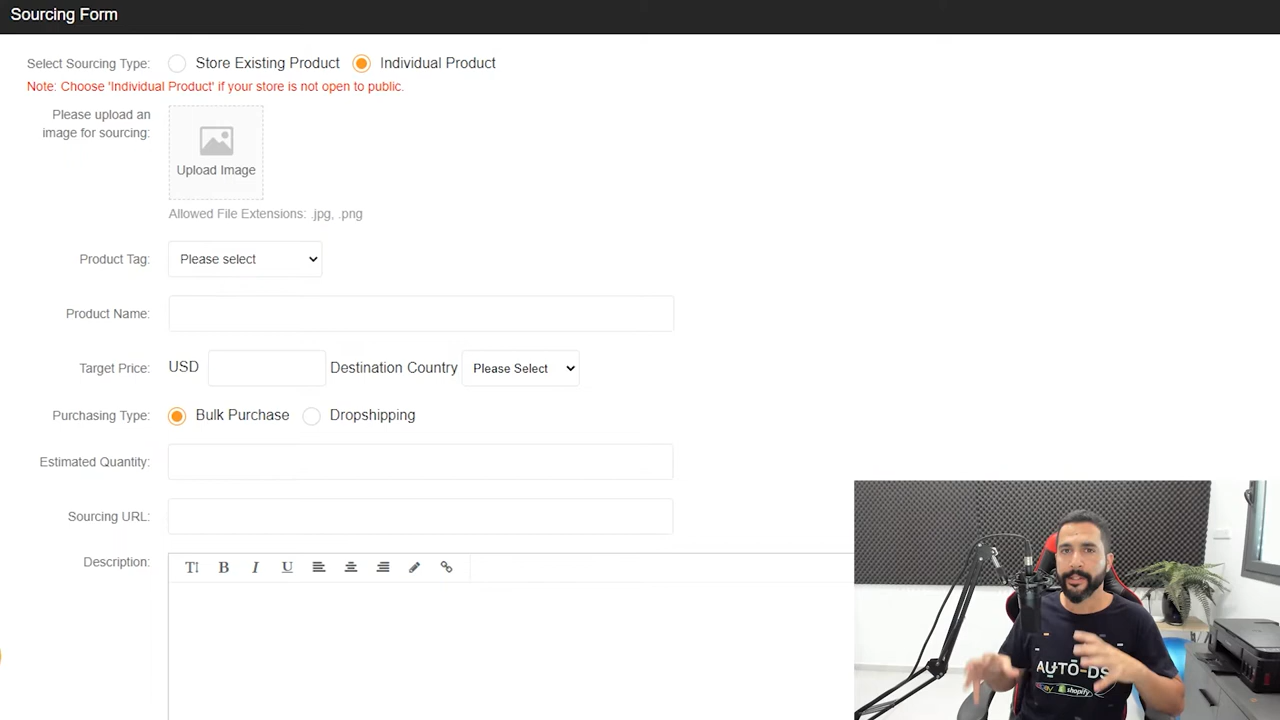 Sourcing Form
Select Sourcing Type: Store Existing Product Individual Product
Note: Choose 'Individual Product' if your store is not open to public.
Please upload an
image for sourcing:
Upload Image
Allowed File Extensions: .jpg, .png
Product Tag: Please select
Product Name:
Target Price: USD Destination Country Please Select
Purchasing Type: Bulk Purchase Dropshipping
Estimated Quantity:
Sourcing URL:
Description:
B I U
AUTO-DS
shopify